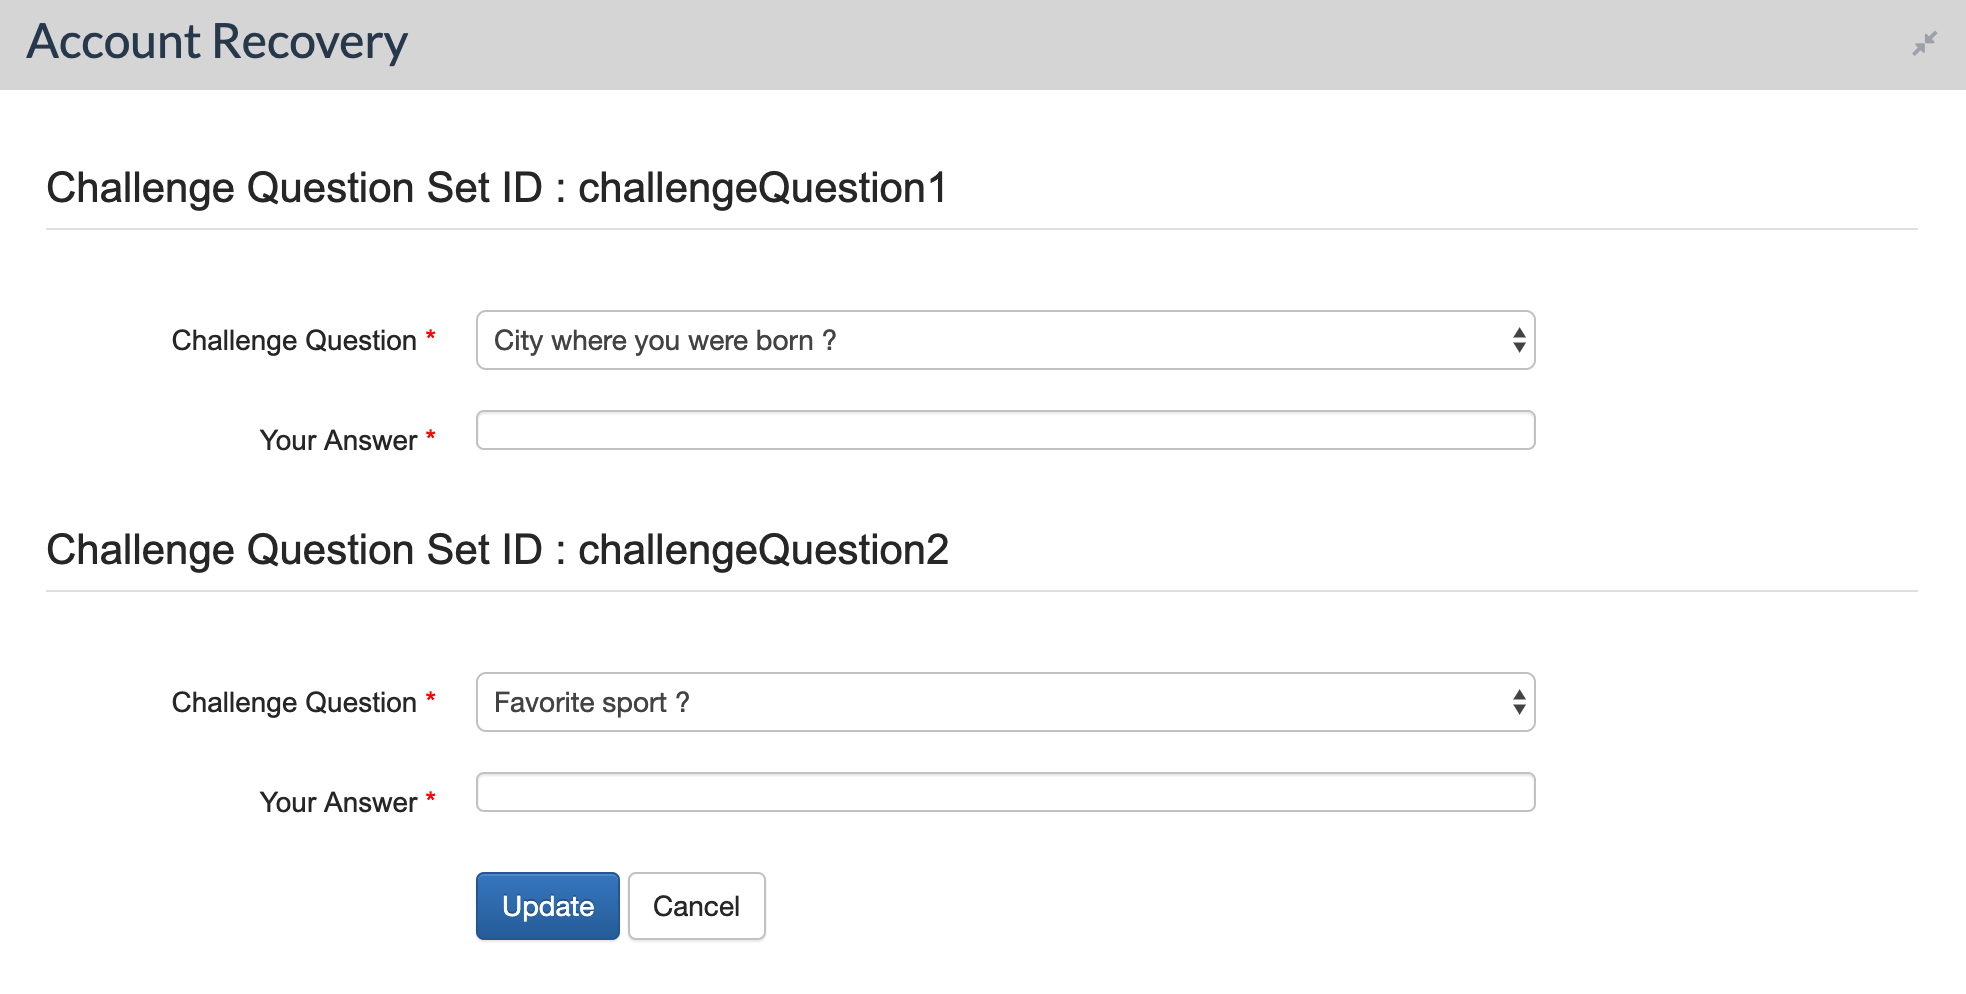 Account Recovery
Challenge Question Set ID : challengeQuestion1
Challenge Question *
City where you were born ?
Your Answer *
Challenge Question Set ID : challengeQuestion2
Challenge Question *
Favorite sport ?
Your Answer *
Update
Cancel